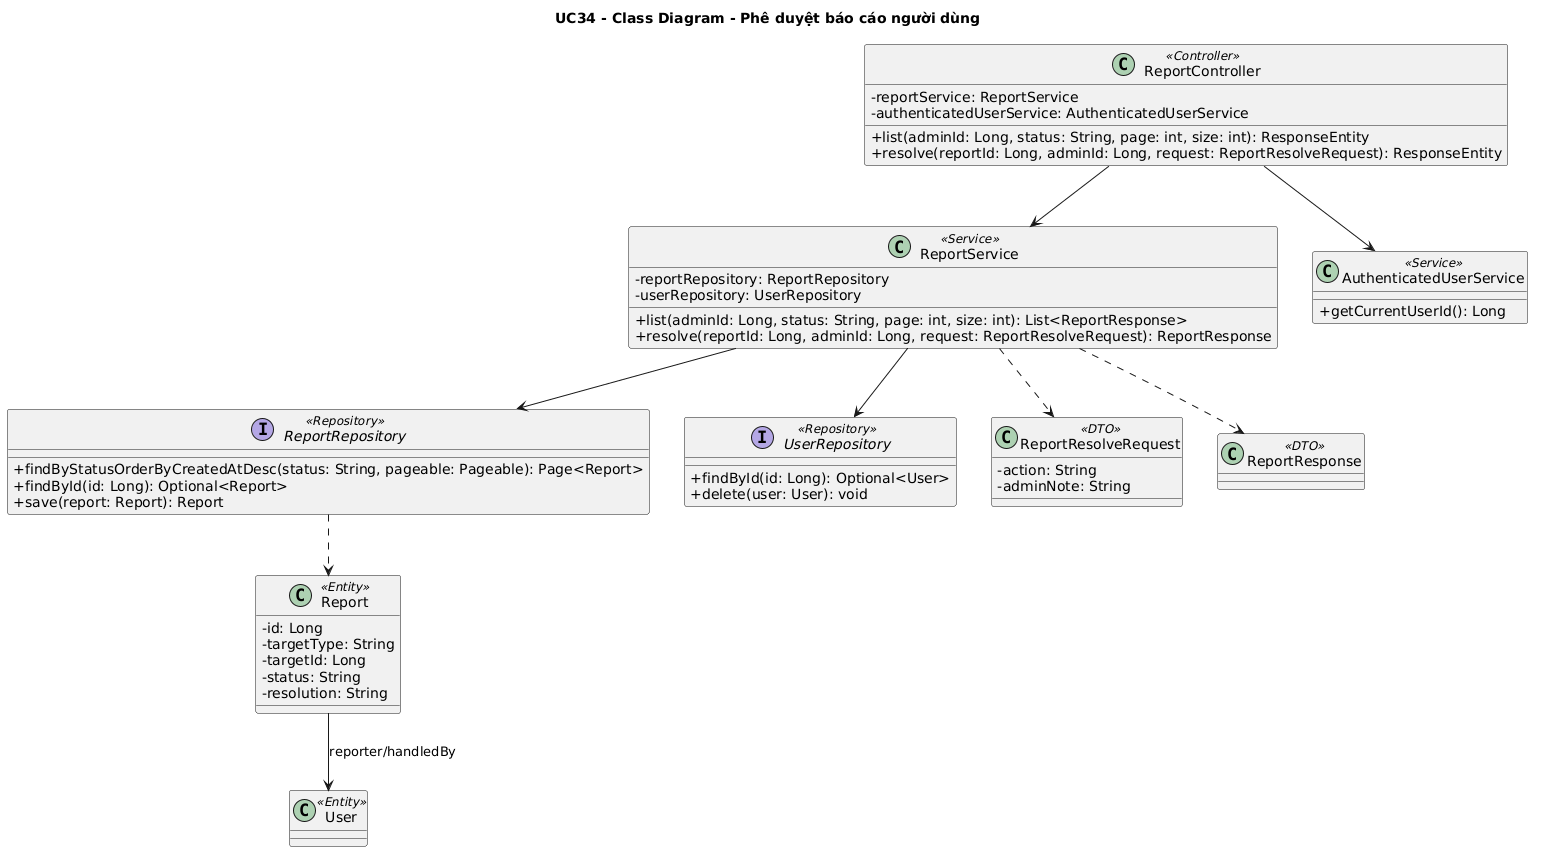 UC34 - Class Diagram - Phê duyệt báo cáo người dùng
«Controller»
C ReportController
-reportService: ReportService
-authenticatedUserService: AuthenticatedUserService
+list(adminId: Long, status: String, page: int, size: int): ResponseEntity
+resolve(reportId: Long, adminId: Long, request: ReportResolveRequest): ResponseEntity
«Service»
C ReportService
-reportRepository: ReportRepository
-userRepository: UserRepository
+list(adminId: Long, status: String, page: int, size: int): List<ReportResponse>
+resolve(reportId: Long, adminId: Long, request: ReportResolveRequest): ReportResponse
«Service»
C AuthenticatedUserService
+getCurrentUserId(): Long
«Repository»
I ReportRepository
+findByStatusOrderByCreatedAtDesc(status: String, pageable: Pageable): Page<Report>
+findById(id: Long): Optional<Report>
+save(report: Report): Report
«Repository»
I UserRepository
+findById(id: Long): Optional<User>
+delete(user: User): void
«DTO»
C ReportResolveRequest
-action: String
-adminNote: String
«DTO»
C ReportResponse
«Entity»
C Report
-id: Long
-targetType: String
-targetId: Long
-status: String
-resolution: String
reporter/handledBy
«Entity»
C User